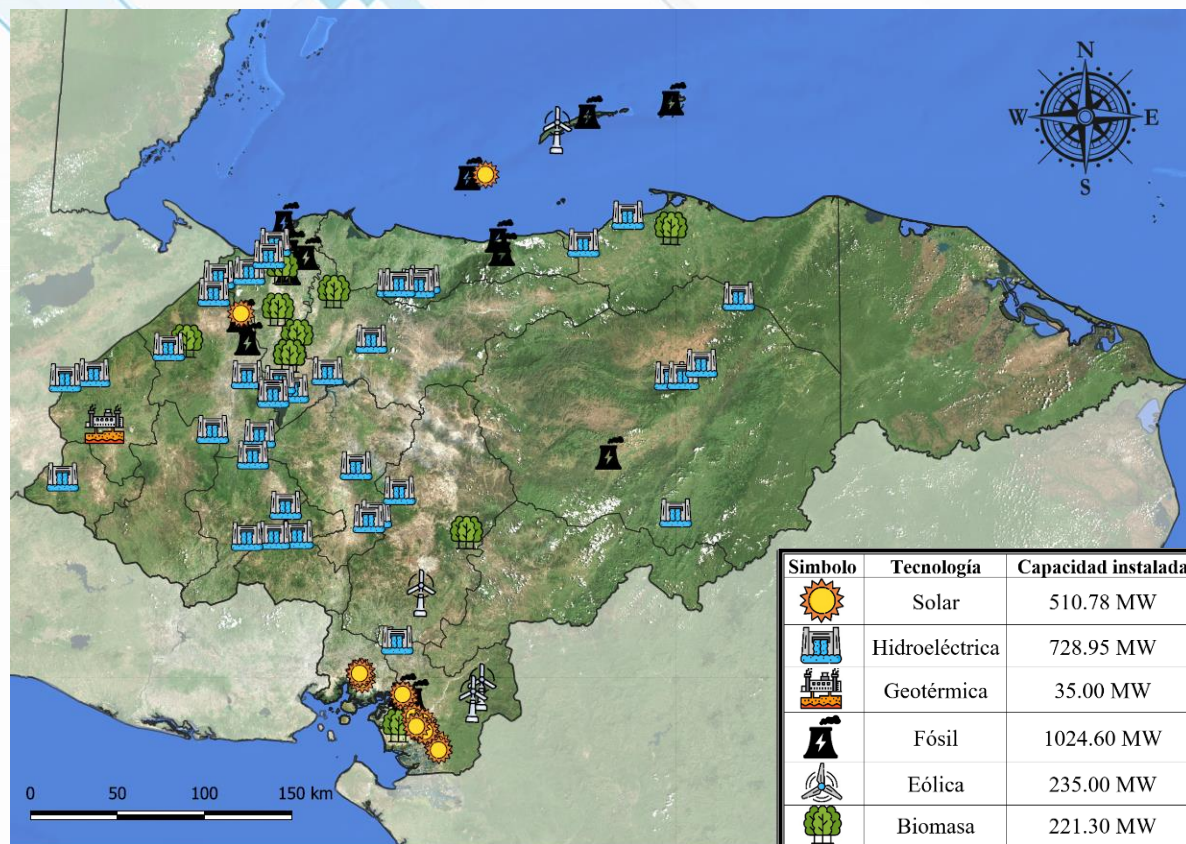 N
W
E
S
Simbolo Tecnología Capacidad instalada
Solar 510.78 MW
Hidroeléctrica 728.95 MW
Geotérmica 35.00 MW
Fósil 1024.60 MW
Eólica 235.00 MW
Biomasa 221.30 MW
0 50 100 150 km